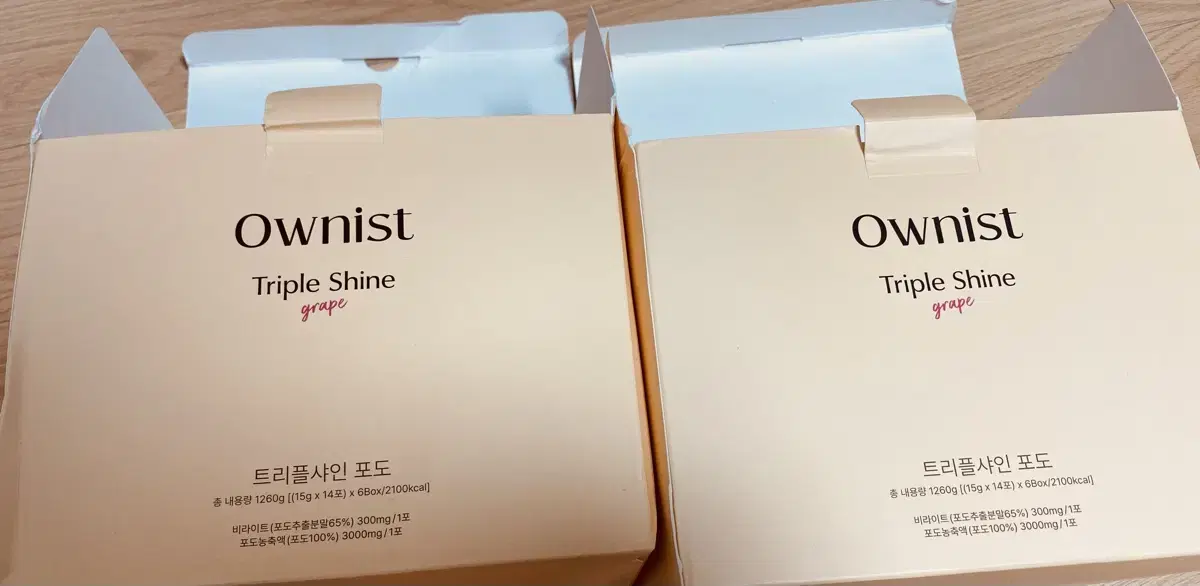 Ownist
Triple Shine
grape
트리플샤인 포도
총 내용량 1260g [(15g x 14포) x 6Box/2100kcal]
비라이트(포도추출분말65%) 300mg/1포
포도농축액(포도100%) 3000mg/1포
Ownist
Triple Shine
grape
트리플샤인 포도
총 내용량 1260g [(15g x 14포) x 6Box/2100kcal]
비라이트(포도추출분말65%) 300mg/1포
포도농축액(포도100%) 3000mg/1포